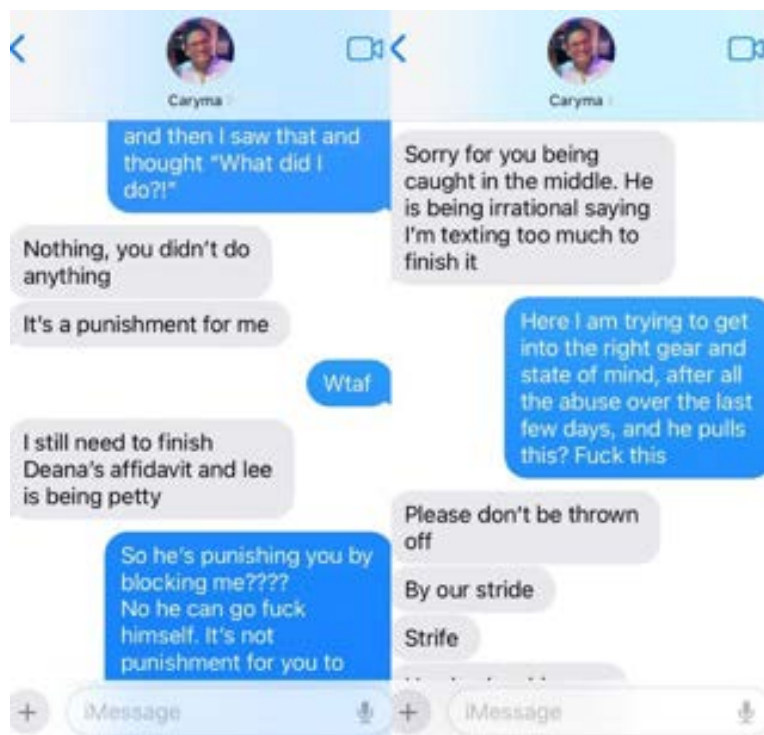 Caryma
and then I saw that and
thought “What did I
do?!”
Nothing, you didn’t do
anything
It’s a punishment for me
Wtaf
I still need to finish
Deana’s affidavit and lee
is being petty
So he’s punishing you by
blocking me????
No he can go fuck
himself. It’s not
punishment for you to
iMessage
Caryma
Sorry for you being
caught in the middle. He
is being irrational saying
I’m texting too much to
finish it
Here I am trying to get
into the right gear and
state of mind, after all
the abuse over the last
few days, and he pulls
this? Fuck this
Please don’t be thrown
off
By our stride
Strife
iMessage